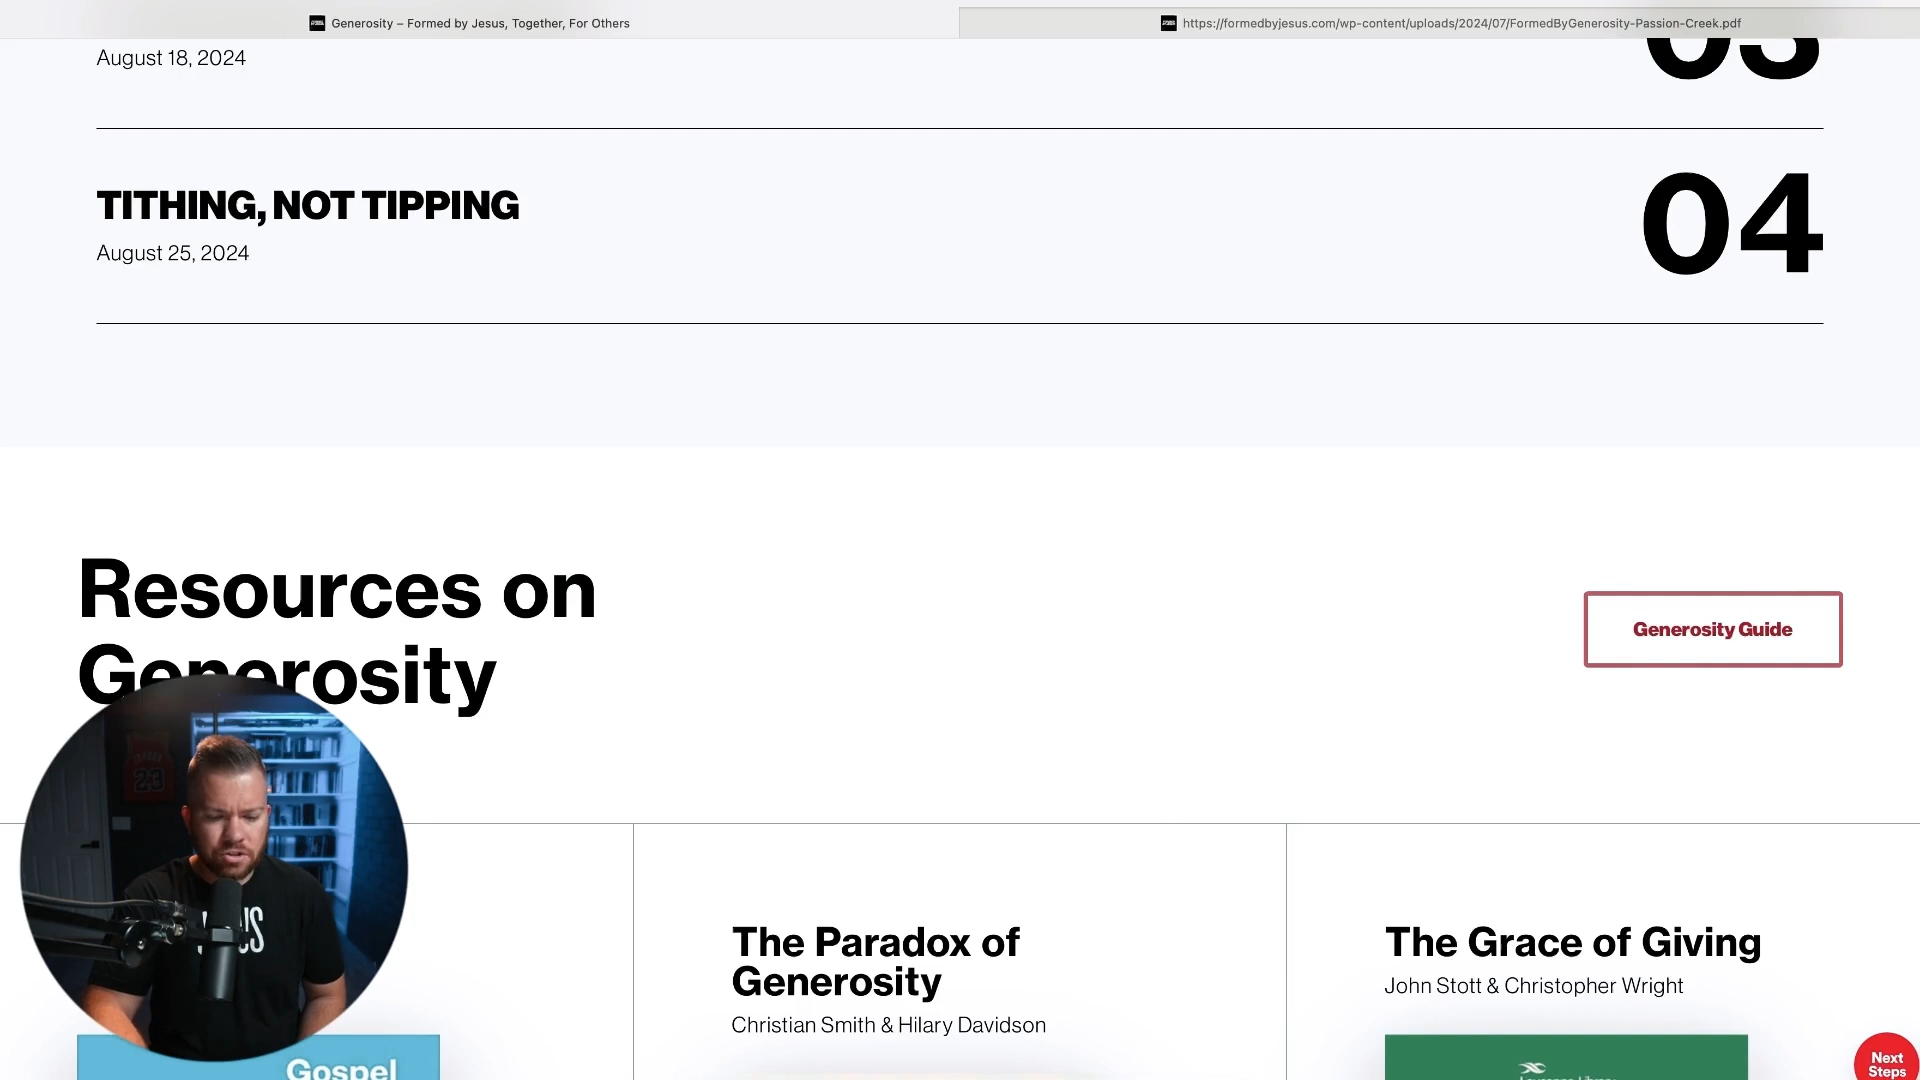 Generosity – Formed by Jesus, Together, For Others
https://formedbyjesus.com/wp-content/uploads/2024/07/FormedByGenerosity-Passion-Creek.pdf
August 18, 2024
03
TITHING, NOT TIPPING
August 25, 2024
04
Resources on
Generosity
Generosity Guide
23
The Paradox of
Generosity
Christian Smith & Hilary Davidson
The Grace of Giving
John Stott & Christopher Wright
Gospel
Next
Steps